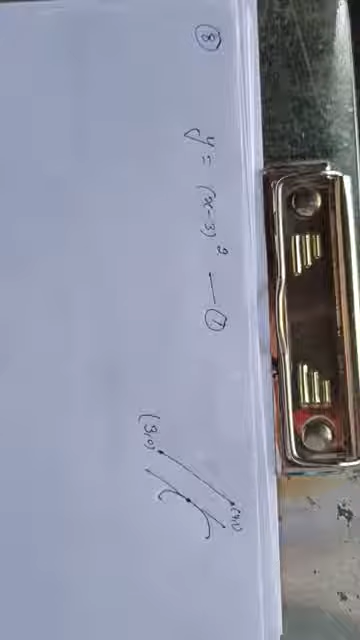 ⑧
y = (x-3)² — ①
(4,1)
(3,0)